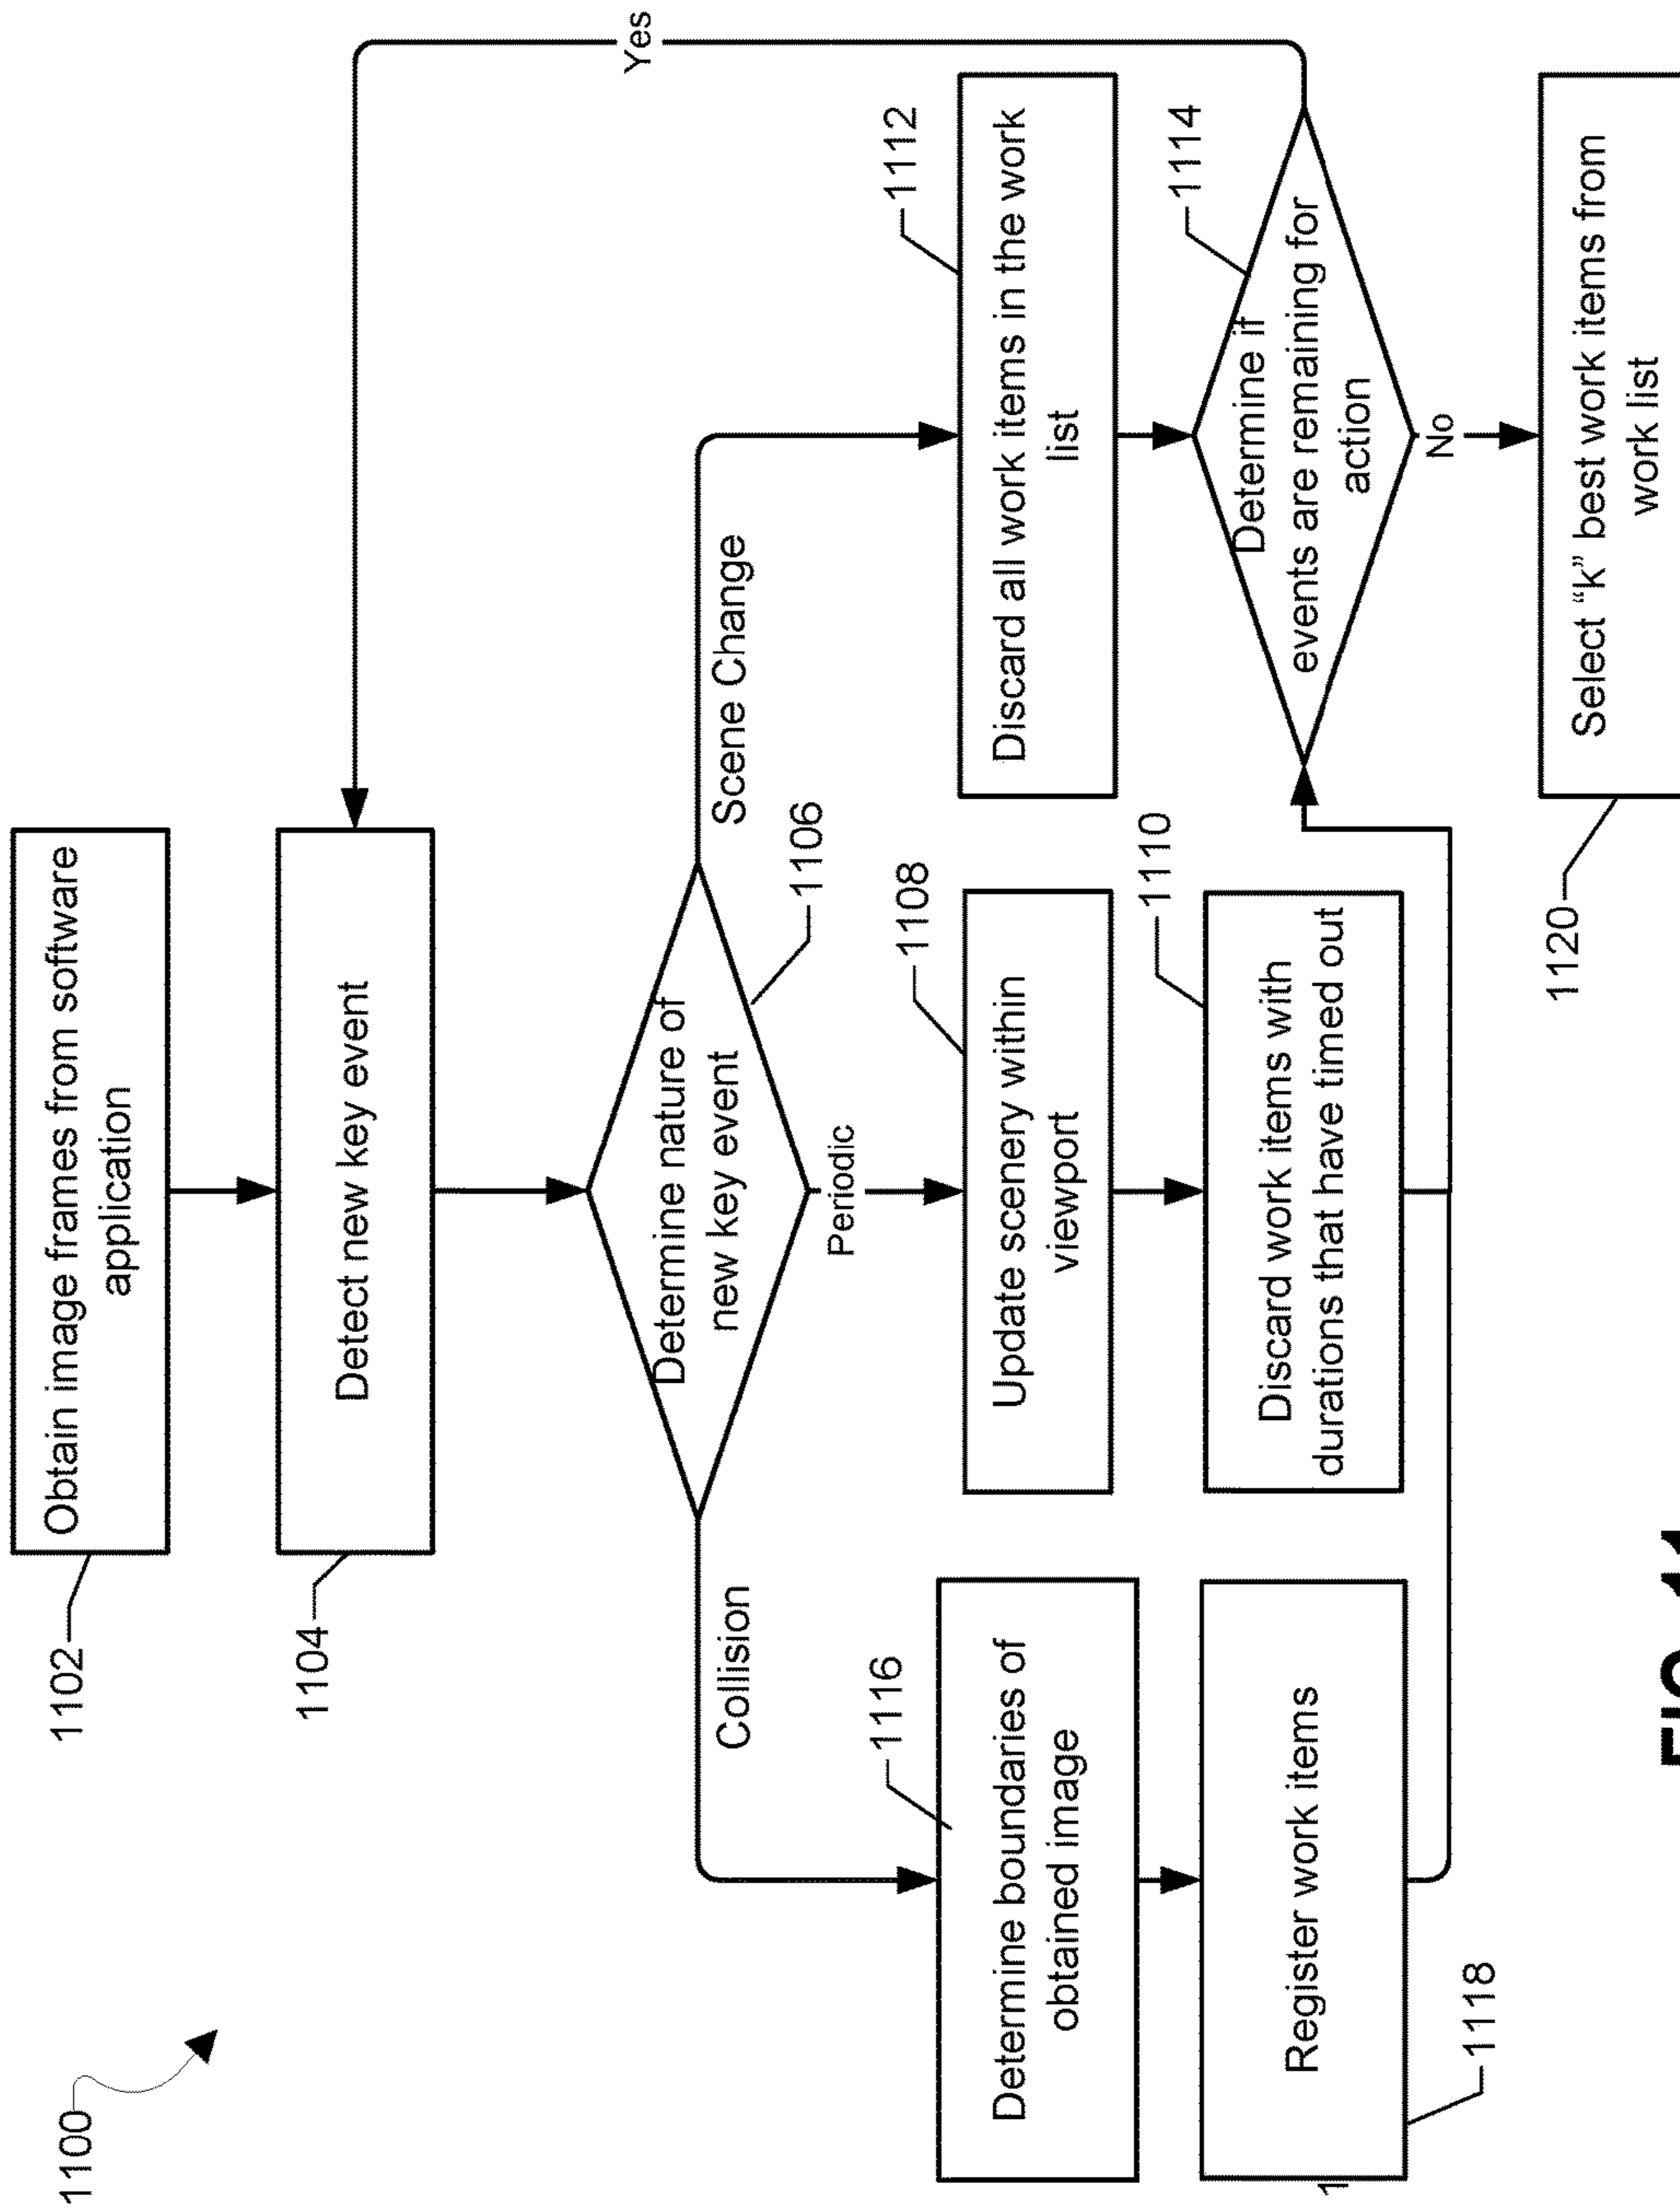 1100
1102
Obtain image frames from software
application
1104
Detect new key event
Yes
Determine nature of
new key event
1106
Collision
Periodic
Scene Change
1116
Determine boundaries of
obtained image
1108
Update scenery within
viewport
1112
Discard all work items in the work
list
Register work items
1
1118
1110
Discard work items with
durations that have timed out
1114
Determine if
events are remaining for
action
No
1120
Select “k” best work items from
work list
FIG. 11